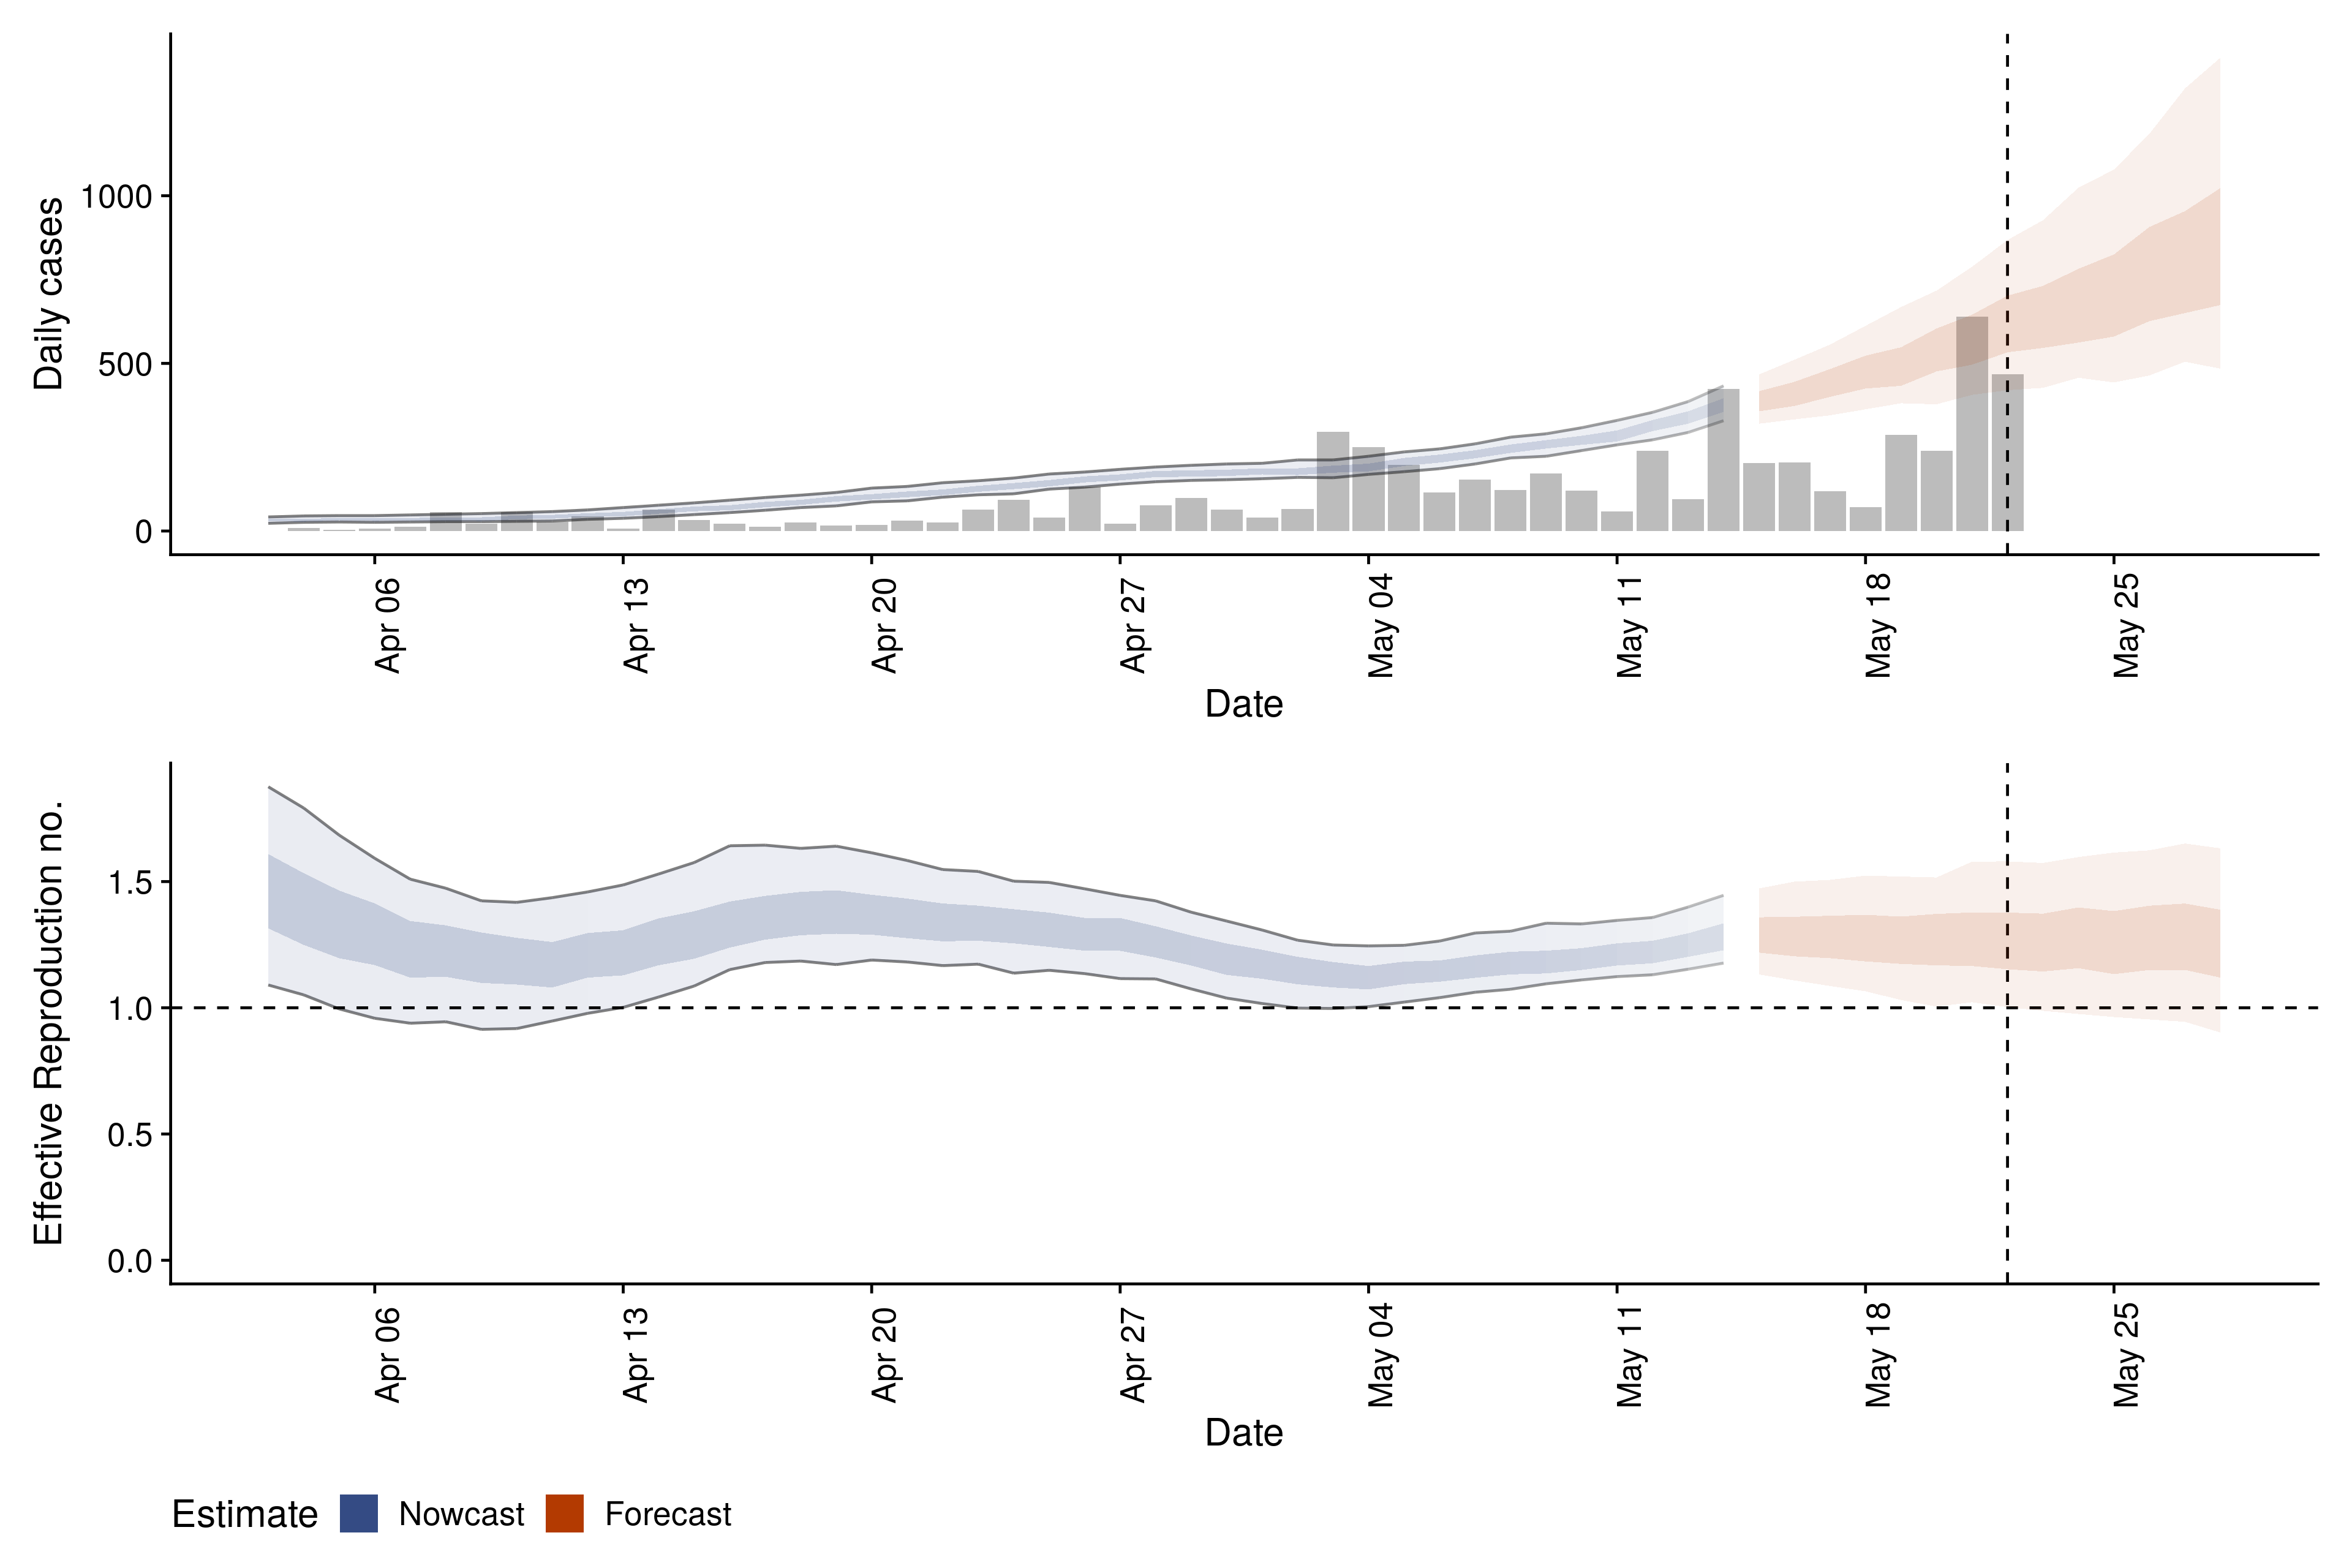 Daily cases
1000
500
0
Apr 06
Apr 13
Apr 20
Apr 27
May 04
May 11
May 18
May 25
Date
Effective Reproduction no.
1.5
1.0
0.5
0.0
Apr 06
Apr 13
Apr 20
Apr 27
May 04
May 11
May 18
May 25
Date
Estimate Nowcast Forecast